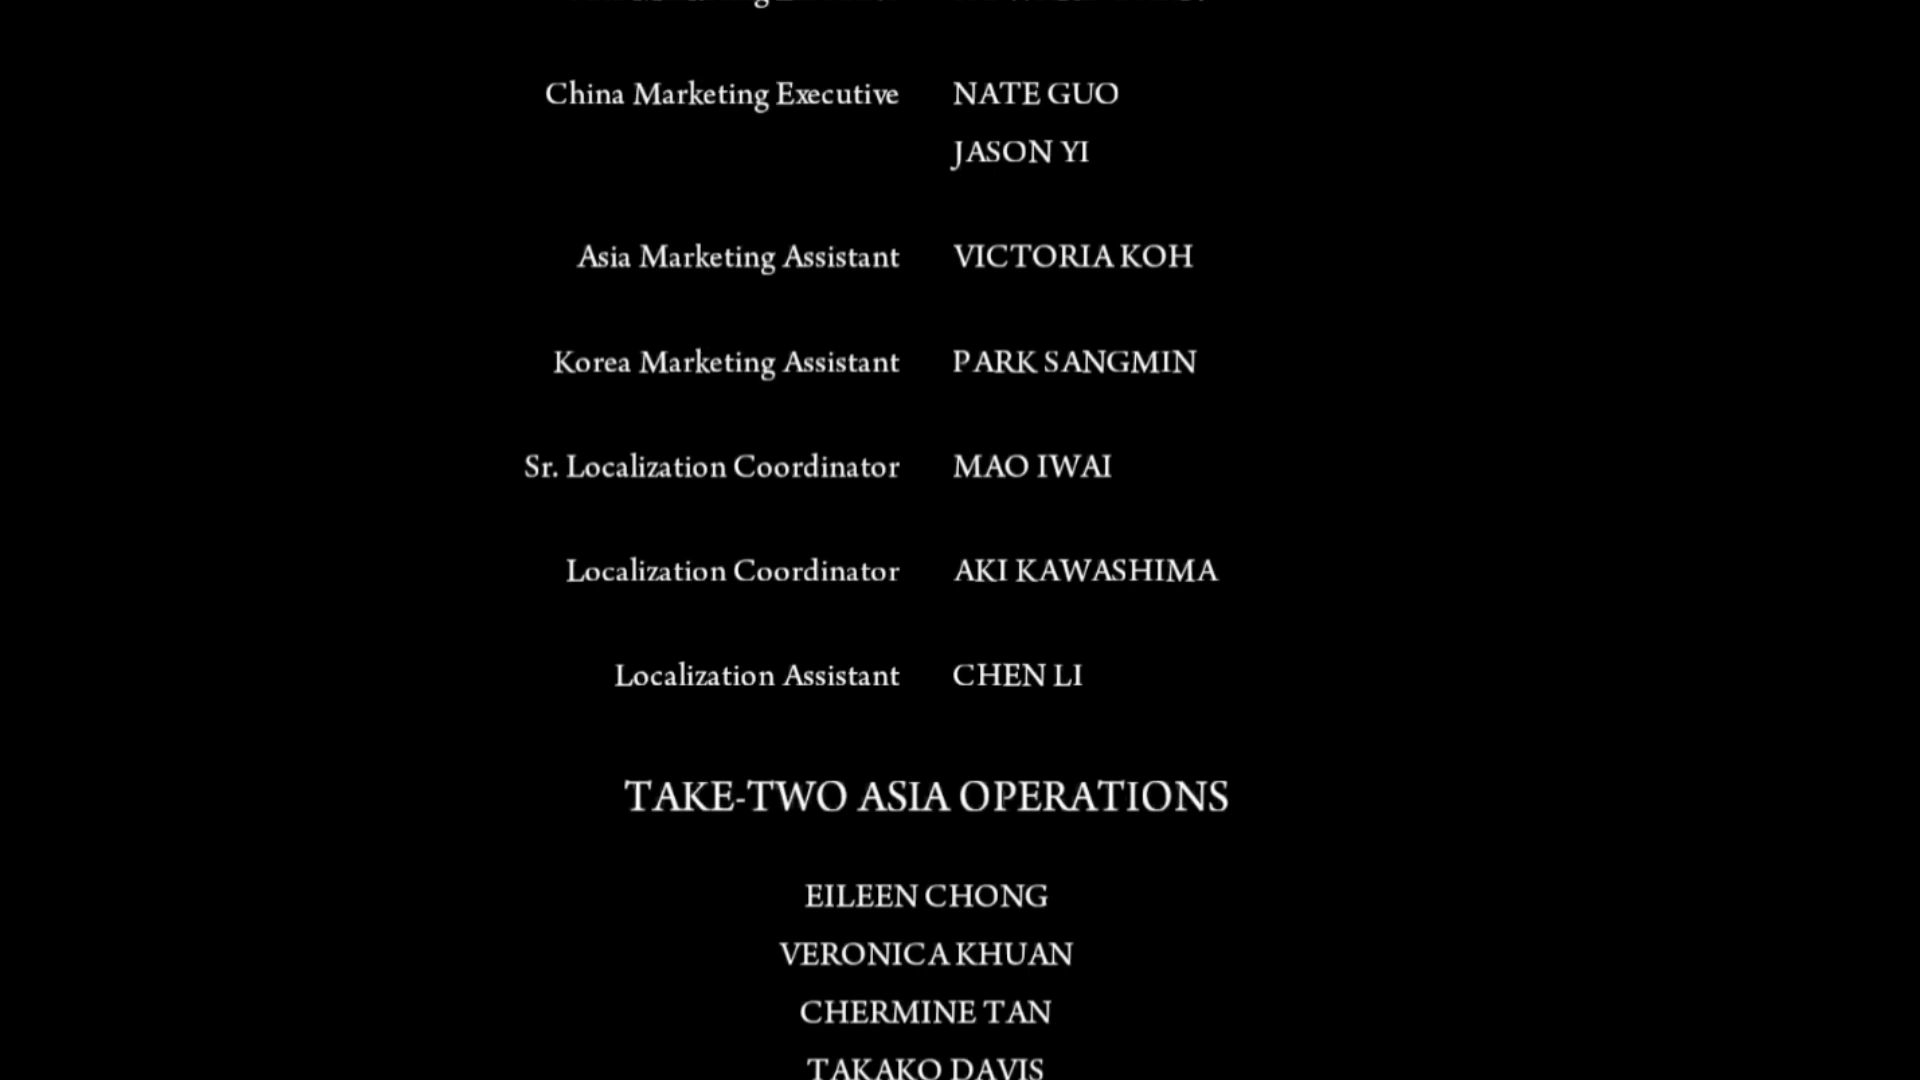 China Marketing Executive NATE GUO
JASON YI
Asia Marketing Assistant VICTORIA KOH
Korea Marketing Assistant PARK SANGMIN
Sr. Localization Coordinator MAO IWAI
Localization Coordinator AKI KAWASHIMA
Localization Assistant CHEN LI
TAKE-TWO ASIA OPERATIONS
EILEEN CHONG
VERONICA KHUAN
CHERMINE TAN
TAKAKO DAVIS